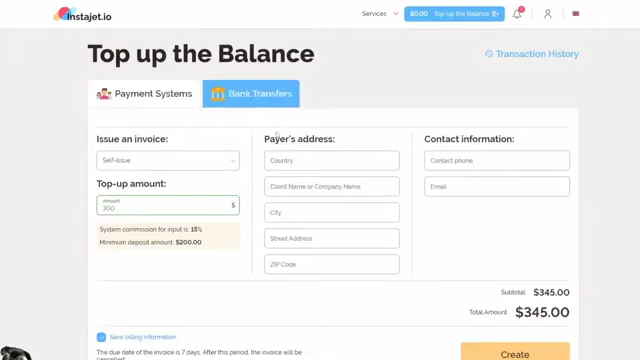 Instajet.io
Services
$0.00 Top-up the Balance
Top up the Balance
Transaction History
Payment Systems
Bank Transfers
Issue an invoice:
Self-issue
Top-up amount:
Amount
300
$
System commission for input is 15%
Minimum deposit amount: $200.00
Payer's address:
Country
Client Name or Company Name
City
Street Address
ZIP Code
Contact information:
Contact phone
Email
Subtotal: $345.00
Total Amount: $345.00
Save billing information
The due date of the invoice is 7 days. After this period, the invoice will be
cancelled
Create